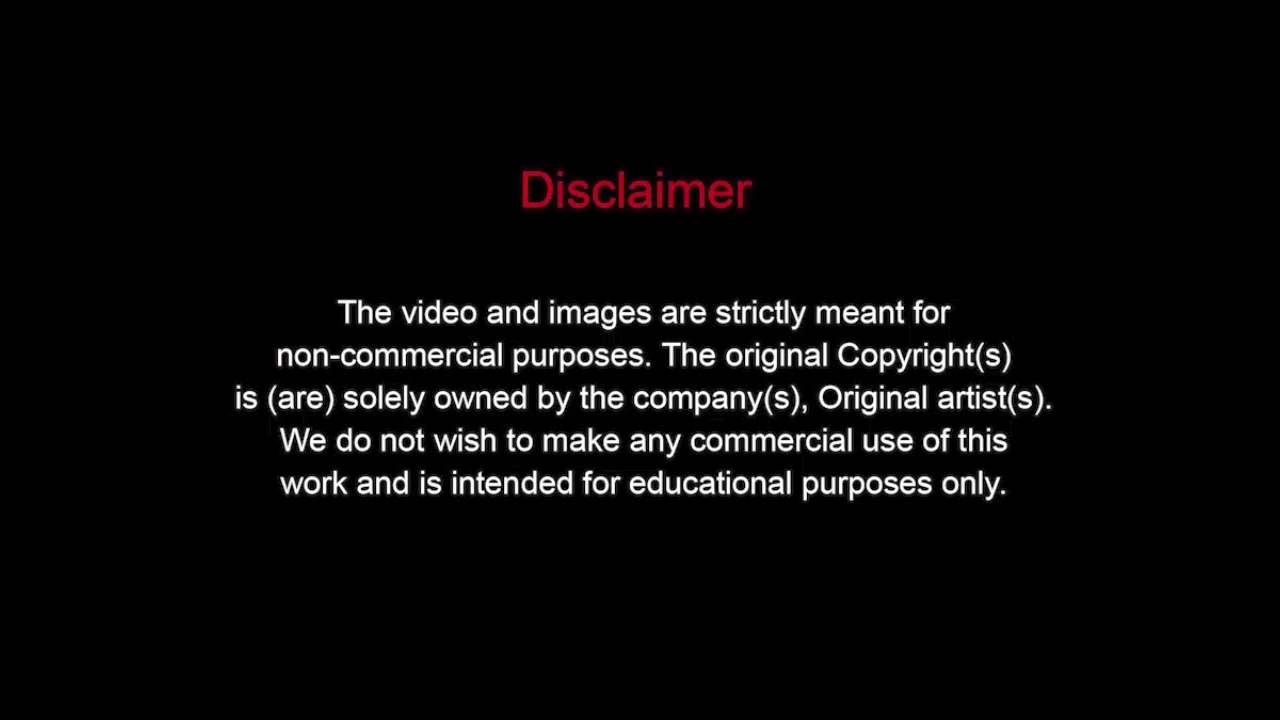 Disclaimer
The video and images are strictly meant for
non-commercial purposes. The original Copyright(s)
is (are) solely owned by the company(s), Original artist(s).
We do not wish to make any commercial use of this
work and is intended for educational purposes only.